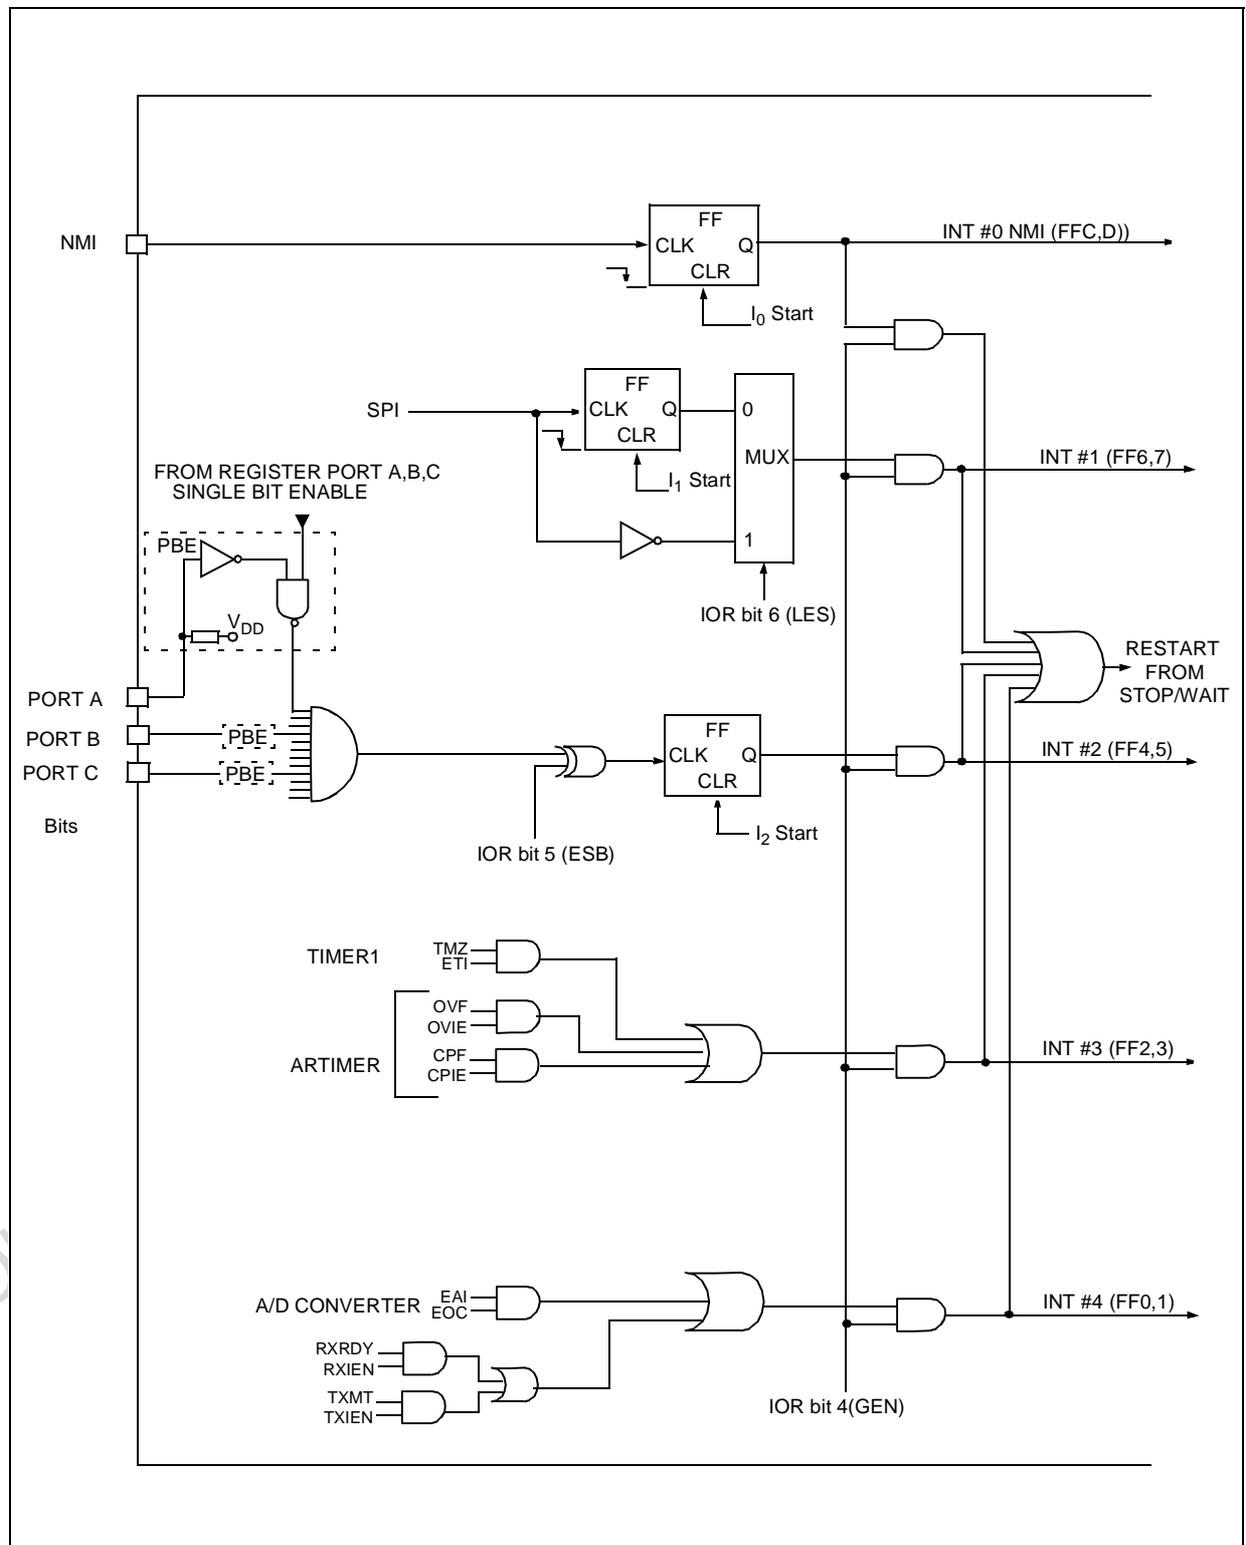 NMI
FF
CLK Q
CLR
I0 Start
INT #0 NMI (FFC,D))
SPI
FF
CLK Q
CLR
I1 Start
0
MUX
1
IOR bit 6 (LES)
INT #1 (FF6,7)
FROM REGISTER PORT A,B,C
SINGLE BIT ENABLE
PBE
VDD
PORT A
PORT B
PBE
PORT C
PBE
Bits
IOR bit 5 (ESB)
FF
CLK Q
CLR
I2 Start
INT #2 (FF4,5)
RESTART
FROM
STOP/WAIT
TIMER1
TMZ
ETI
ARTIMER
OVF
OVIE
CPF
CPIE
INT #3 (FF2,3)
A/D CONVERTER
EAI
EOC
RXRDY
RXIEN
TXMT
TXIEN
INT #4 (FF0,1)
IOR bit 4(GEN)